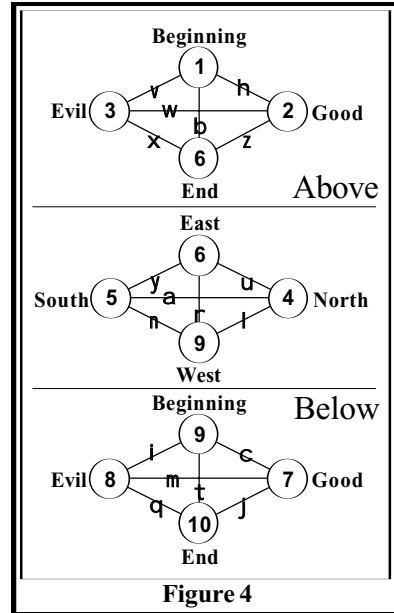 Beginning
1
v h
Evil 3 w 2 Good
b
x z
6
End
Above
East
6
y u
South 5 a 4 North
r
n l
9
West
Below
Beginning
9
i c
Evil 8 m 7 Good
t
q j
10
End
Figure 4